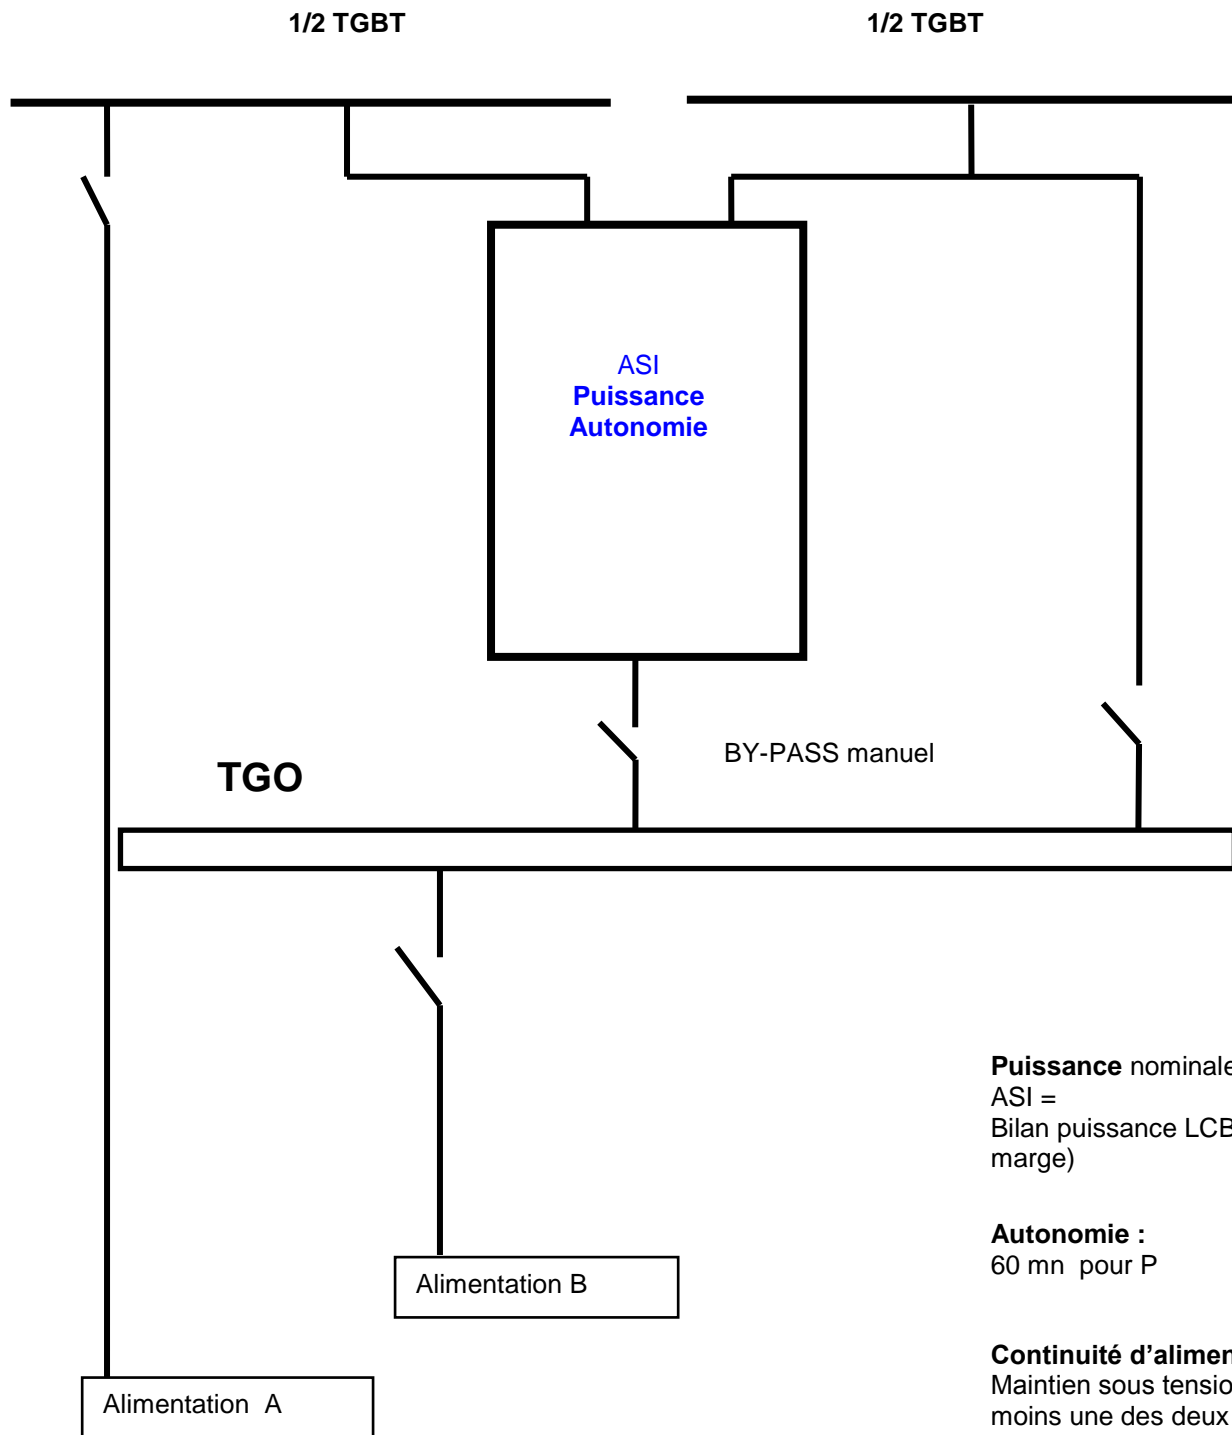 1/2 TGBT
1/2 TGBT
ASI
Puissance
Autonomie
BY-PASS manuel
TGO
Puissance nominale
ASI =
Bilan puissance LCB
marge)
Autonomie :
60 mn pour P
Alimentation B
Continuité d’alimen
Maintien sous tensio
moins une des deux
Alimentation A